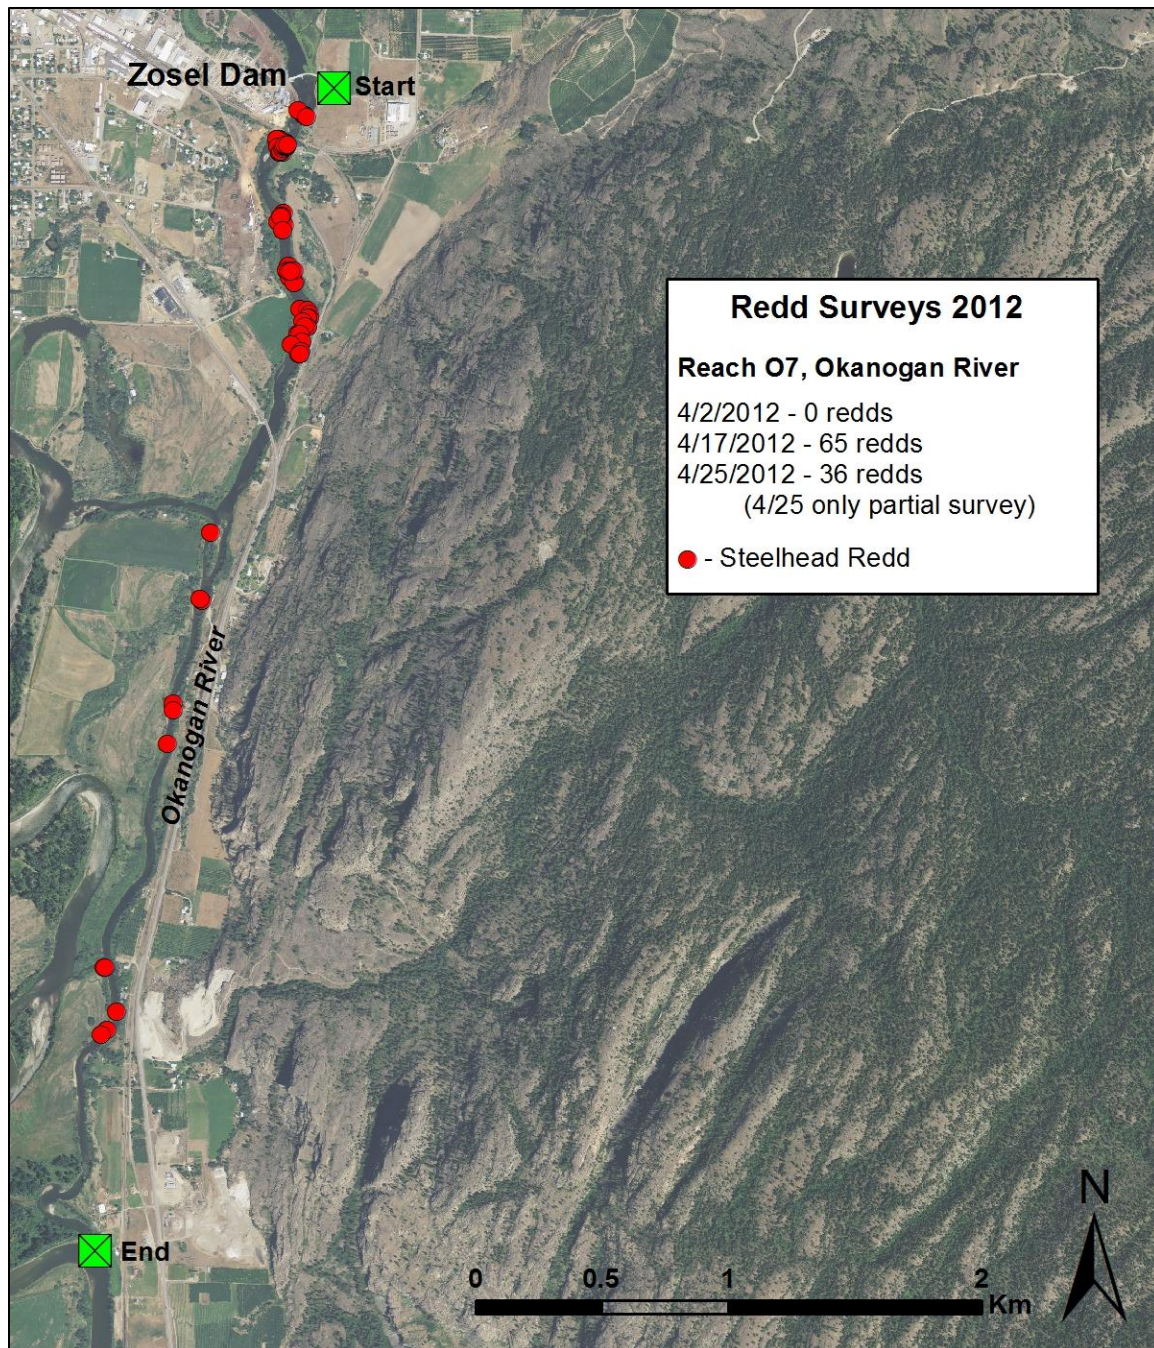 Zosel Dam
Start
Redd Surveys 2012
Reach O7, Okanogan River
4/2/2012 - 0 redds
4/17/2012 - 65 redds
4/25/2012 - 36 redds
(4/25 only partial survey)
- Steelhead Redd
Okanogan River
End
N
0 0.5 1 2
Km